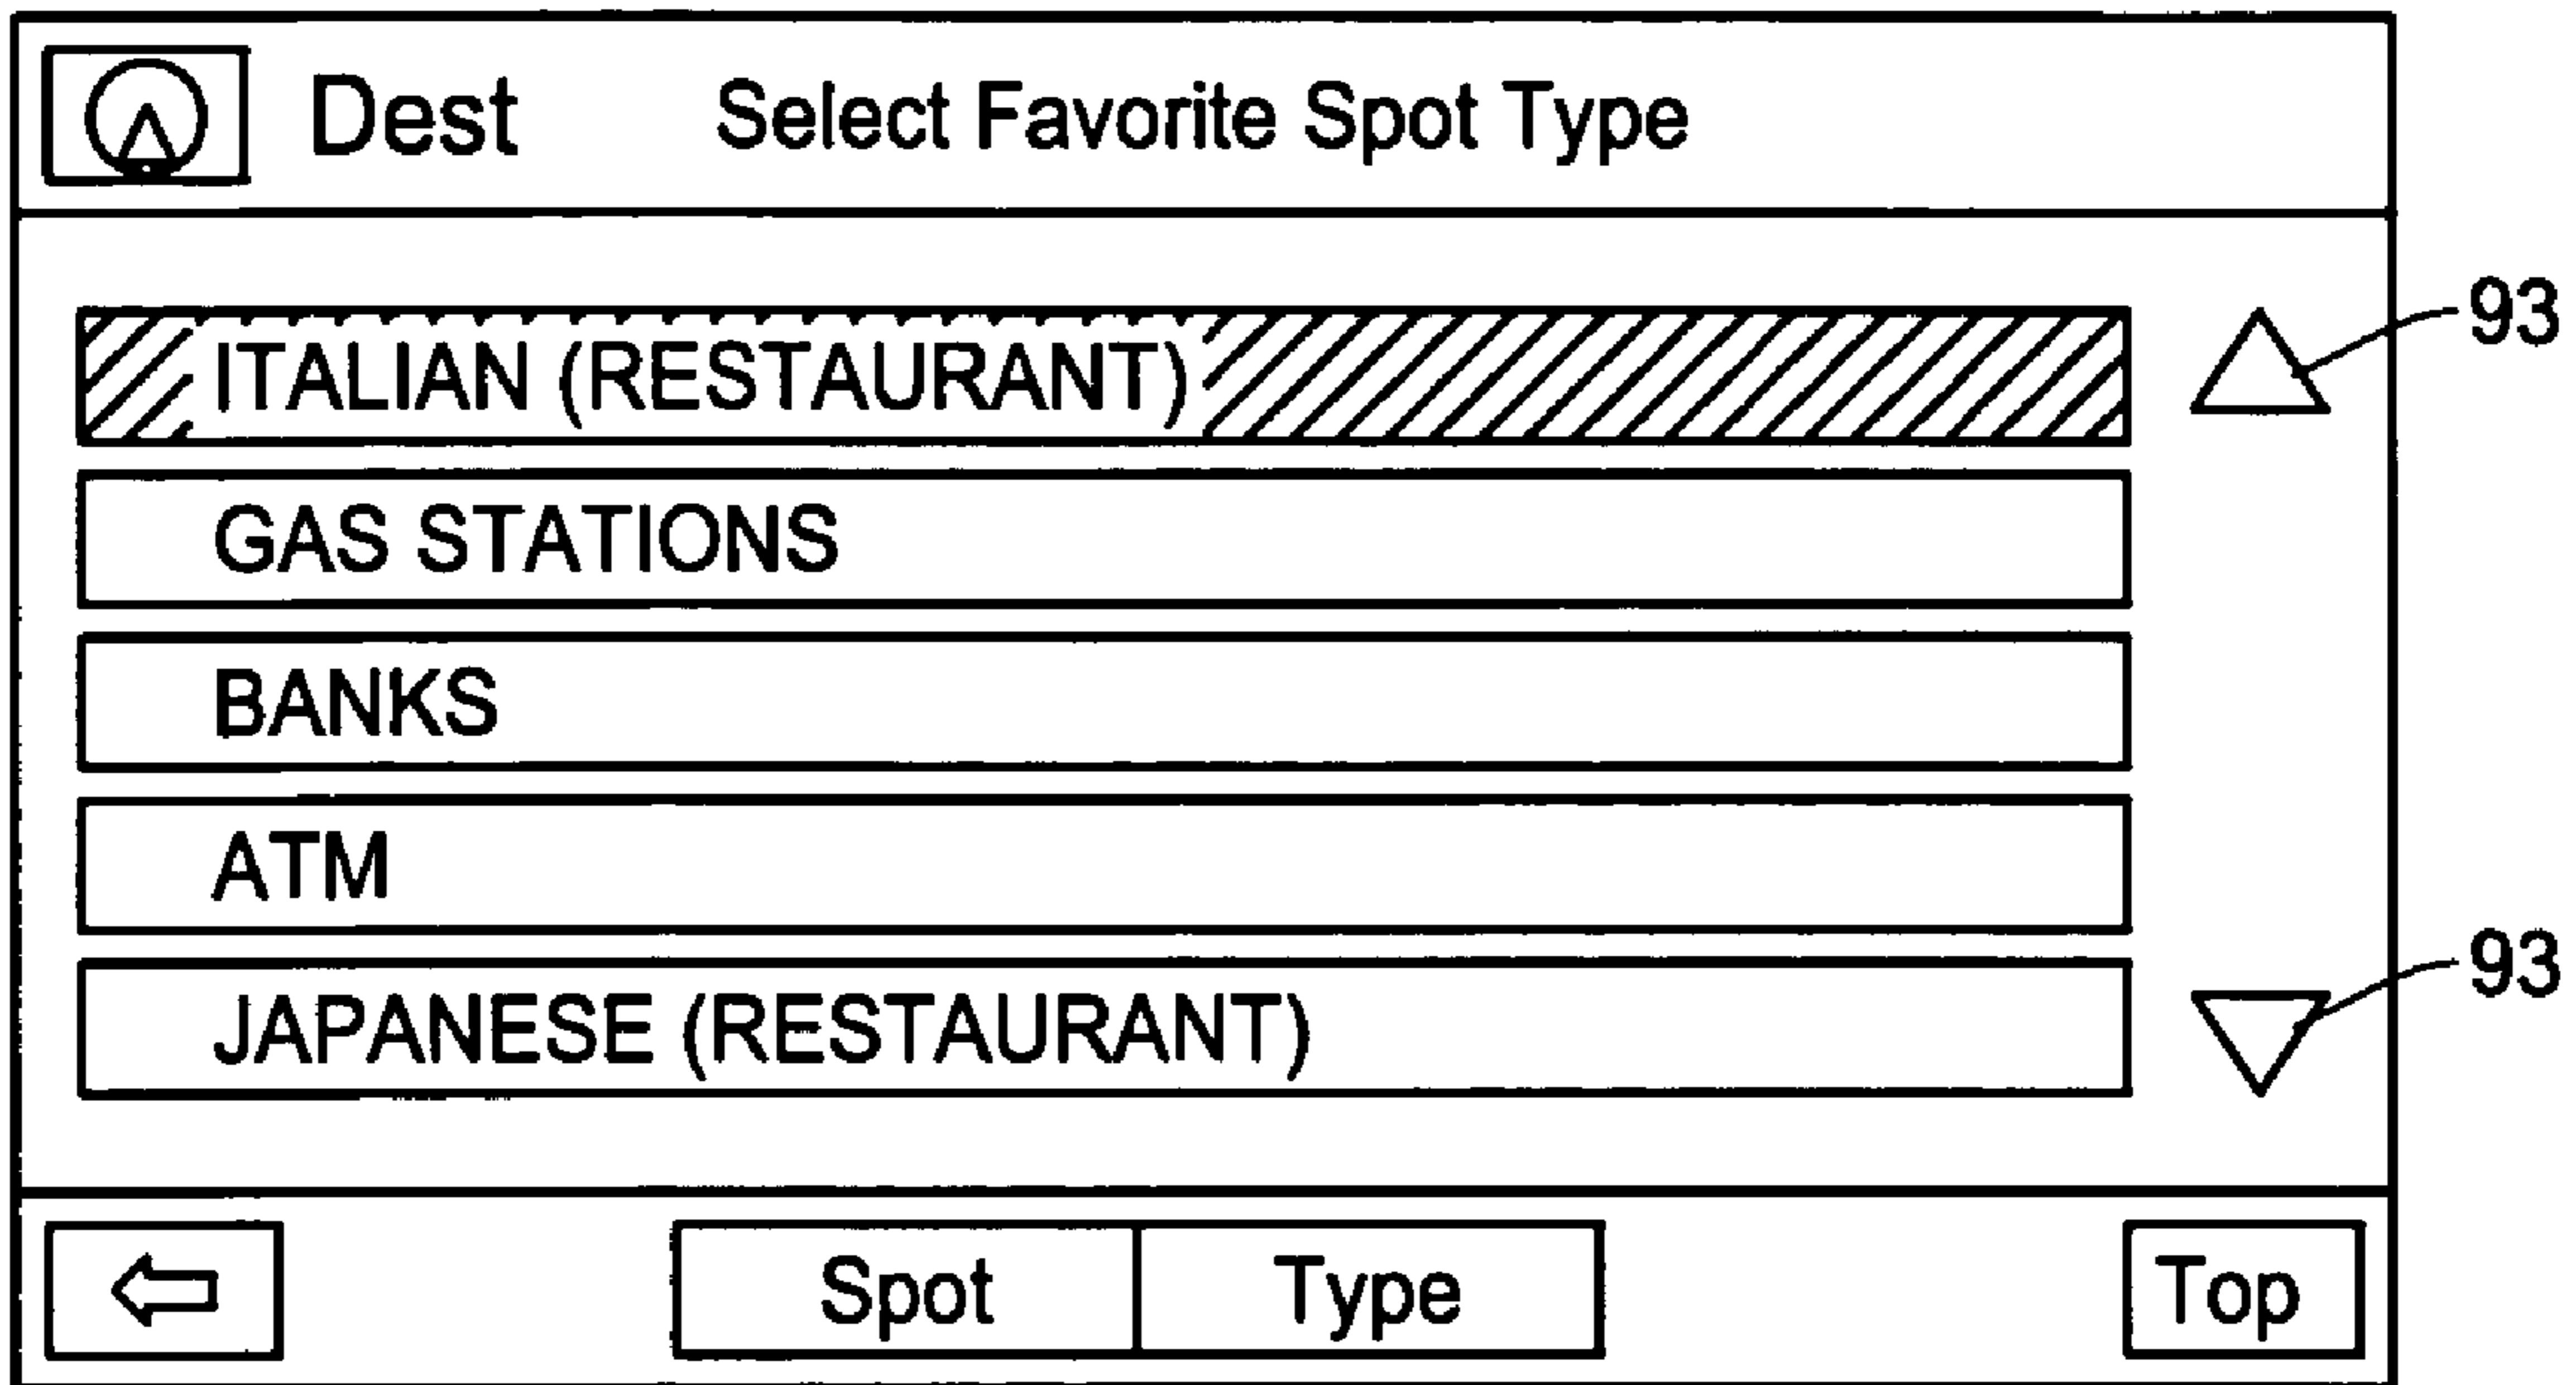 Dest Select Favorite Spot Type
ITALIAN (RESTAURANT)
93
GAS STATIONS
BANKS
ATM
JAPANESE (RESTAURANT)
93
Spot Type Top